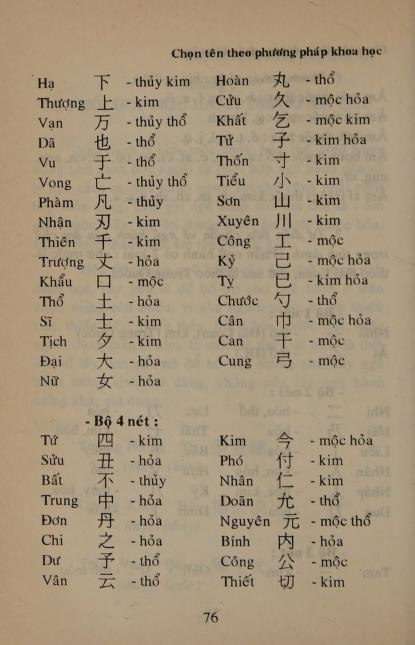 Chọn tên theo phương pháp khoa học
Hạ 下 - thủy kim
Thượng 上 - kim
Vạn 万 - thủy thổ
Dã 也 - thổ
Vu 于 - thổ
Vong 亡 - thủy thổ
Phàm 凡 - thủy
Nhận 刃 - kim
Thiên 千 - kim
Trượng 丈 - hỏa
Khẩu 口 - mộc
Thổ 土 - hỏa
Sĩ 士 - kim
Tịch 夕 - kim
Đại 大 - hỏa
Nữ 女 - hỏa
Hoàn 丸 - thổ
Cửu 久 - mộc hỏa
Khất 乞 - mộc kim
Tử 子 - kim hỏa
Thốn 寸 - kim
Tiểu 小 - kim
Sơn 山 - kim
Xuyên 川 - kim
Công 工 - mộc
Kỷ 己 - mộc hỏa
Tỵ 巳 - kim hỏa
Chước 勺 - thổ
Cân 巾 - mộc hỏa
Can 干 - mộc
Cung 弓 - mộc
- Bộ 4 nét :
Tứ 四 - kim
Sửu 丑 - hỏa
Bất 不 - thủy
Trung 中 - hỏa
Đơn 丹 - hỏa
Chi 之 - hỏa
Dư 予 - thổ
Vân 云 - thổ
Kim 今 - mộc hỏa
Phó 付 - kim
Nhân 仁 - kim
Doãn 允 - thổ
Nguyên 元 - mộc thổ
Bính 内 - hỏa
Công 公 - mộc
Thiết 切 - kim
76